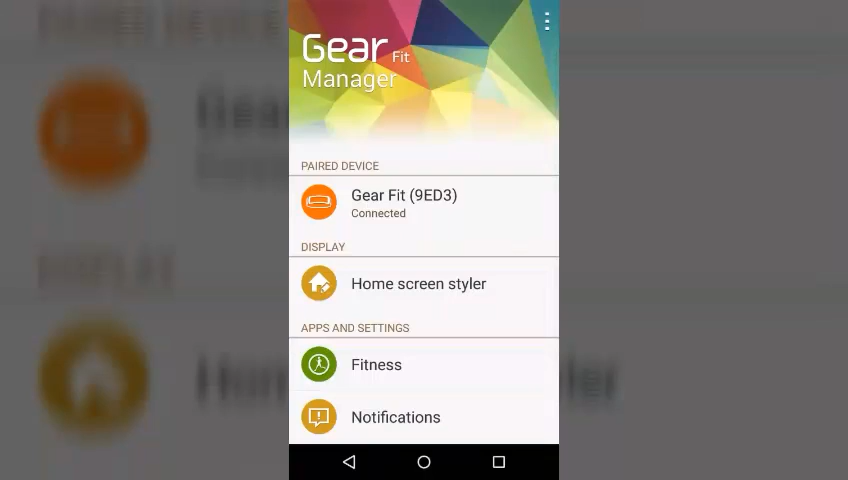 Gear Fit
Manager
PAIRED DEVICE
Gear Fit (9ED3)
Connected
DISPLAY
Home screen styler
APPS AND SETTINGS
Fitness
Notifications